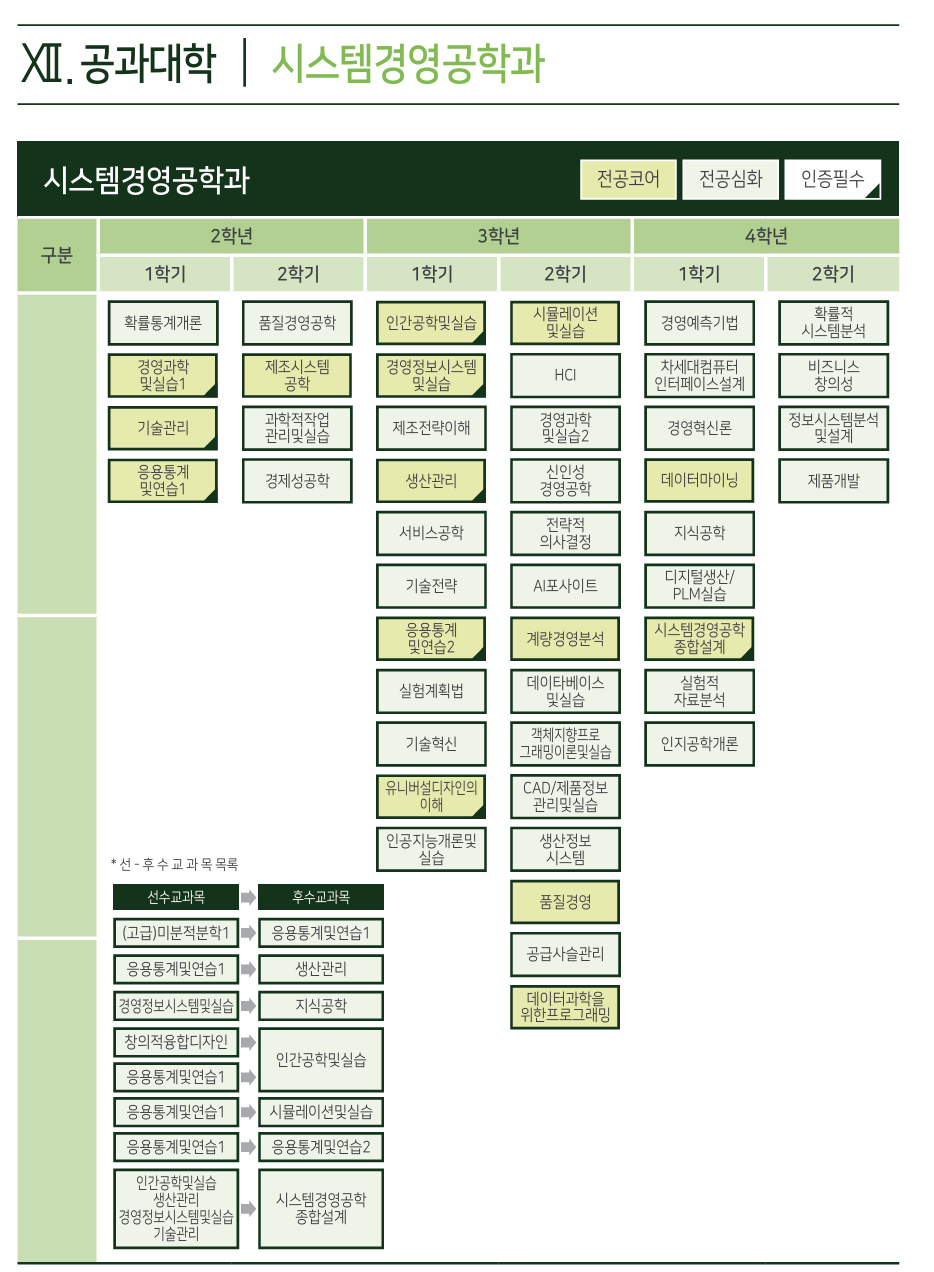 Ⅻ. 공과대학 | 시스템경영공학과
시스템경영공학과
전공코어 전공심화 인증필수
구분
2학년 3학년 4학년
1학기 2학기 1학기 2학기 1학기 2학기
확률통계개론
경영과학
및실습1
기술관리
응용통계
및연습1
품질경영공학
제조시스템
공학
과학적작업
관리및실습
경제성공학
인간공학및실습
경영정보시스템
및실습
제조전략이해
생산관리
서비스공학
기술전략
응용통계
및연습2
실험계획법
기술혁신
유니버설디자인의
이해
인공지능개론및
실습
시뮬레이션
및실습
HCI
경영과학
및실습2
신인성
경영공학
전략적
의사결정
AI포사이트
계량경영분석
데이타베이스
및실습
객체지향프로
그래밍이론및실습
CAD/제품정보
관리및실습
생산정보
시스템
품질경영
공급사슬관리
데이터과학을
위한프로그래밍
경영예측기법
차세대컴퓨터
인터페이스설계
경영혁신론
데이터마이닝
지식공학
디지털생산/
PLM실습
시스템경영공학
종합설계
실험적
자료분석
인지공학개론
확률적
시스템분석
비즈니스
창의성
정보시스템분석
및설계
제품개발
* 선 - 후 수 교 과 목 목록
선수교과목 후수교과목
(고급)미분적분학1 응용통계및연습1
응용통계및연습1 생산관리
경영정보시스템및실습 지식공학
창의적융합디자인
응용통계및연습1
인간공학및실습
응용통계및연습1 시뮬레이션및실습
응용통계및연습1 응용통계및연습2
인간공학및실습
생산관리
경영정보시스템및실습
기술관리
시스템경영공학
종합설계